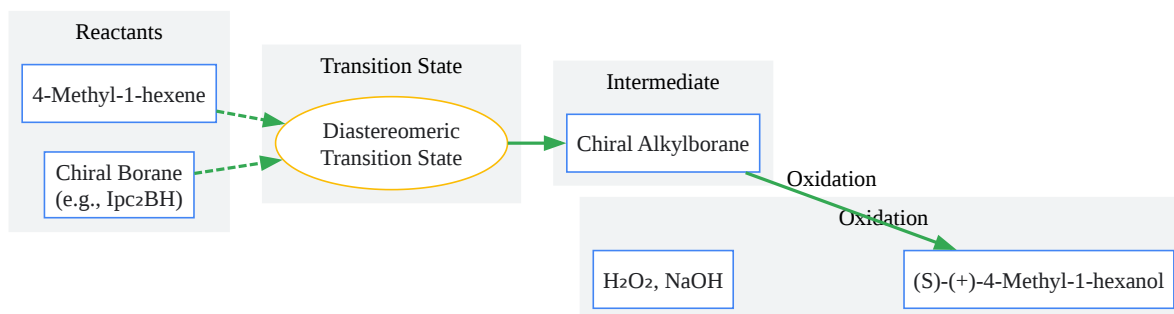 Reactants
4-Methyl-1-hexene
Chiral Borane
(e.g., Ipc₂BH)
Transition State
Diastereomeric
Transition State
Intermediate
Chiral Alkylborane
Oxidation
Oxidation
H₂O₂, NaOH
(S)-(+)-4-Methyl-1-hexanol